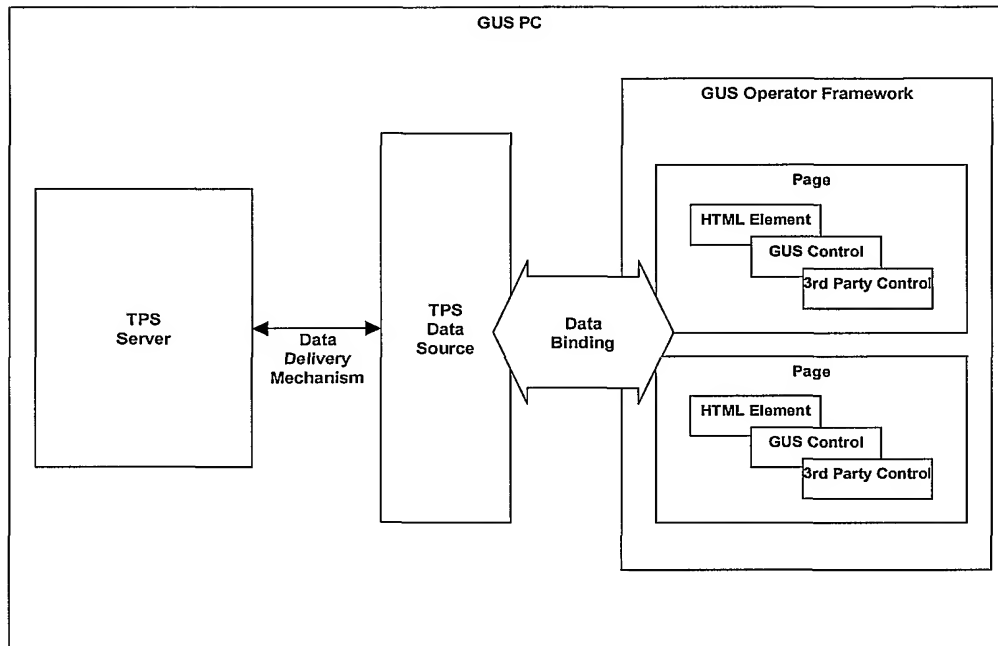 GUS PC
GUS Operator Framework
Page
HTML Element
GUS Control
3rd Party Control
TPS
Server
Data
Delivery
Mechanism
TPS
Data
Source
Data
Binding
Page
HTML Element
GUS Control
3rd Party Control